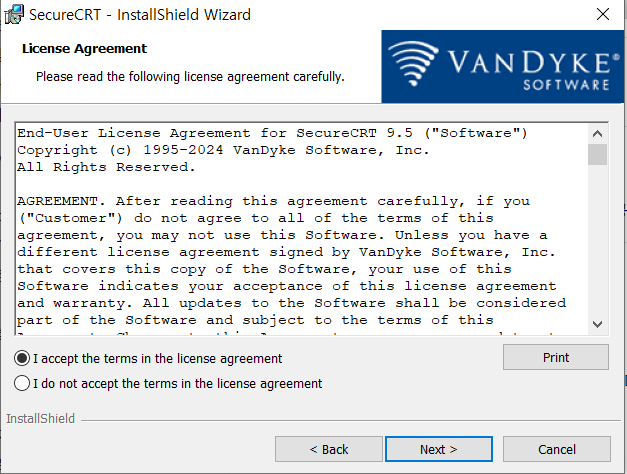 SecureCRT - InstallShield Wizard
License Agreement
Please read the following license agreement carefully.
VANDYKE®
SOFTWARE
End-User License Agreement for SecureCRT 9.5 ("Software")
Copyright (c) 1995-2024 VanDyke Software, Inc.
All Rights Reserved.
AGREEMENT. After reading this agreement carefully, if you
("Customer") do not agree to all of the terms of this
agreement, you may not use this Software. Unless you have a
different license agreement signed by VanDyke Software, Inc.
that covers this copy of the Software, your use of this
Software indicates your acceptance of this license agreement
and warranty. All updates to the Software shall be considered
part of the Software and subject to the terms of this
I accept the terms in the license agreement
Print
I do not accept the terms in the license agreement
InstallShield
< Back
Next >
Cancel